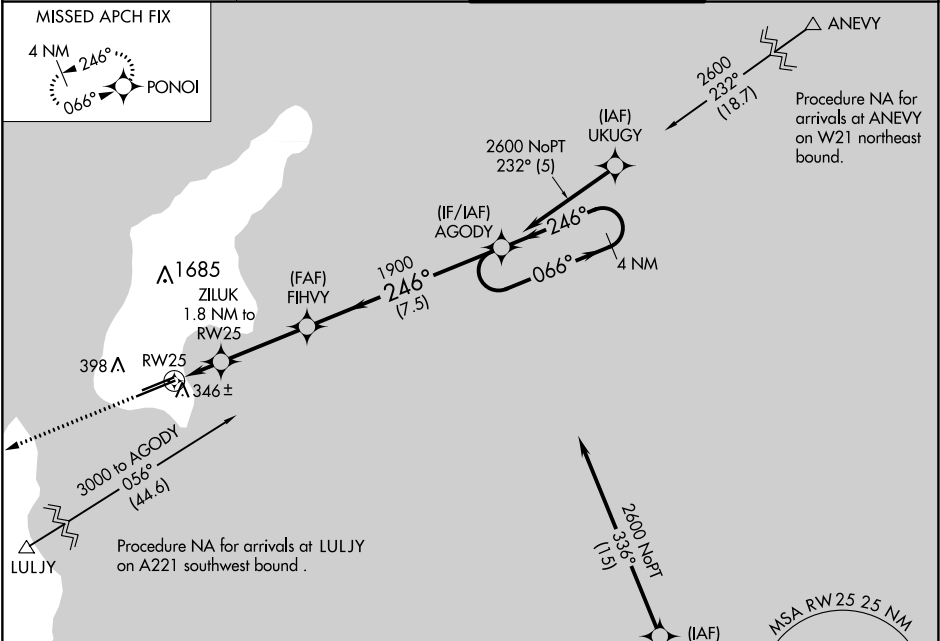 MISSED APCH FIX
4 NM
246°
066°
PONOI
ANEVY
2600
232°
(18.7)
Procedure NA for
arrivals at ANEVY
on W21 northeast
bound.
(IAF)
UKUGY
2600 NoPT
232° (5)
(IF/IAF)
AGODY
246°
066°
4 NM
1900
246°
(7.5)
(FAF)
FIHVY
1685
ZILUK
1.8 NM to
RW25
398
RW25
346±
3000 to AGODY
056°
(44.6)
LULJY
Procedure NA for arrivals at LULJY
on A221 southwest bound .
2600 NoPT
336°
(15)
(IAF)
MSA RW25 25 NM